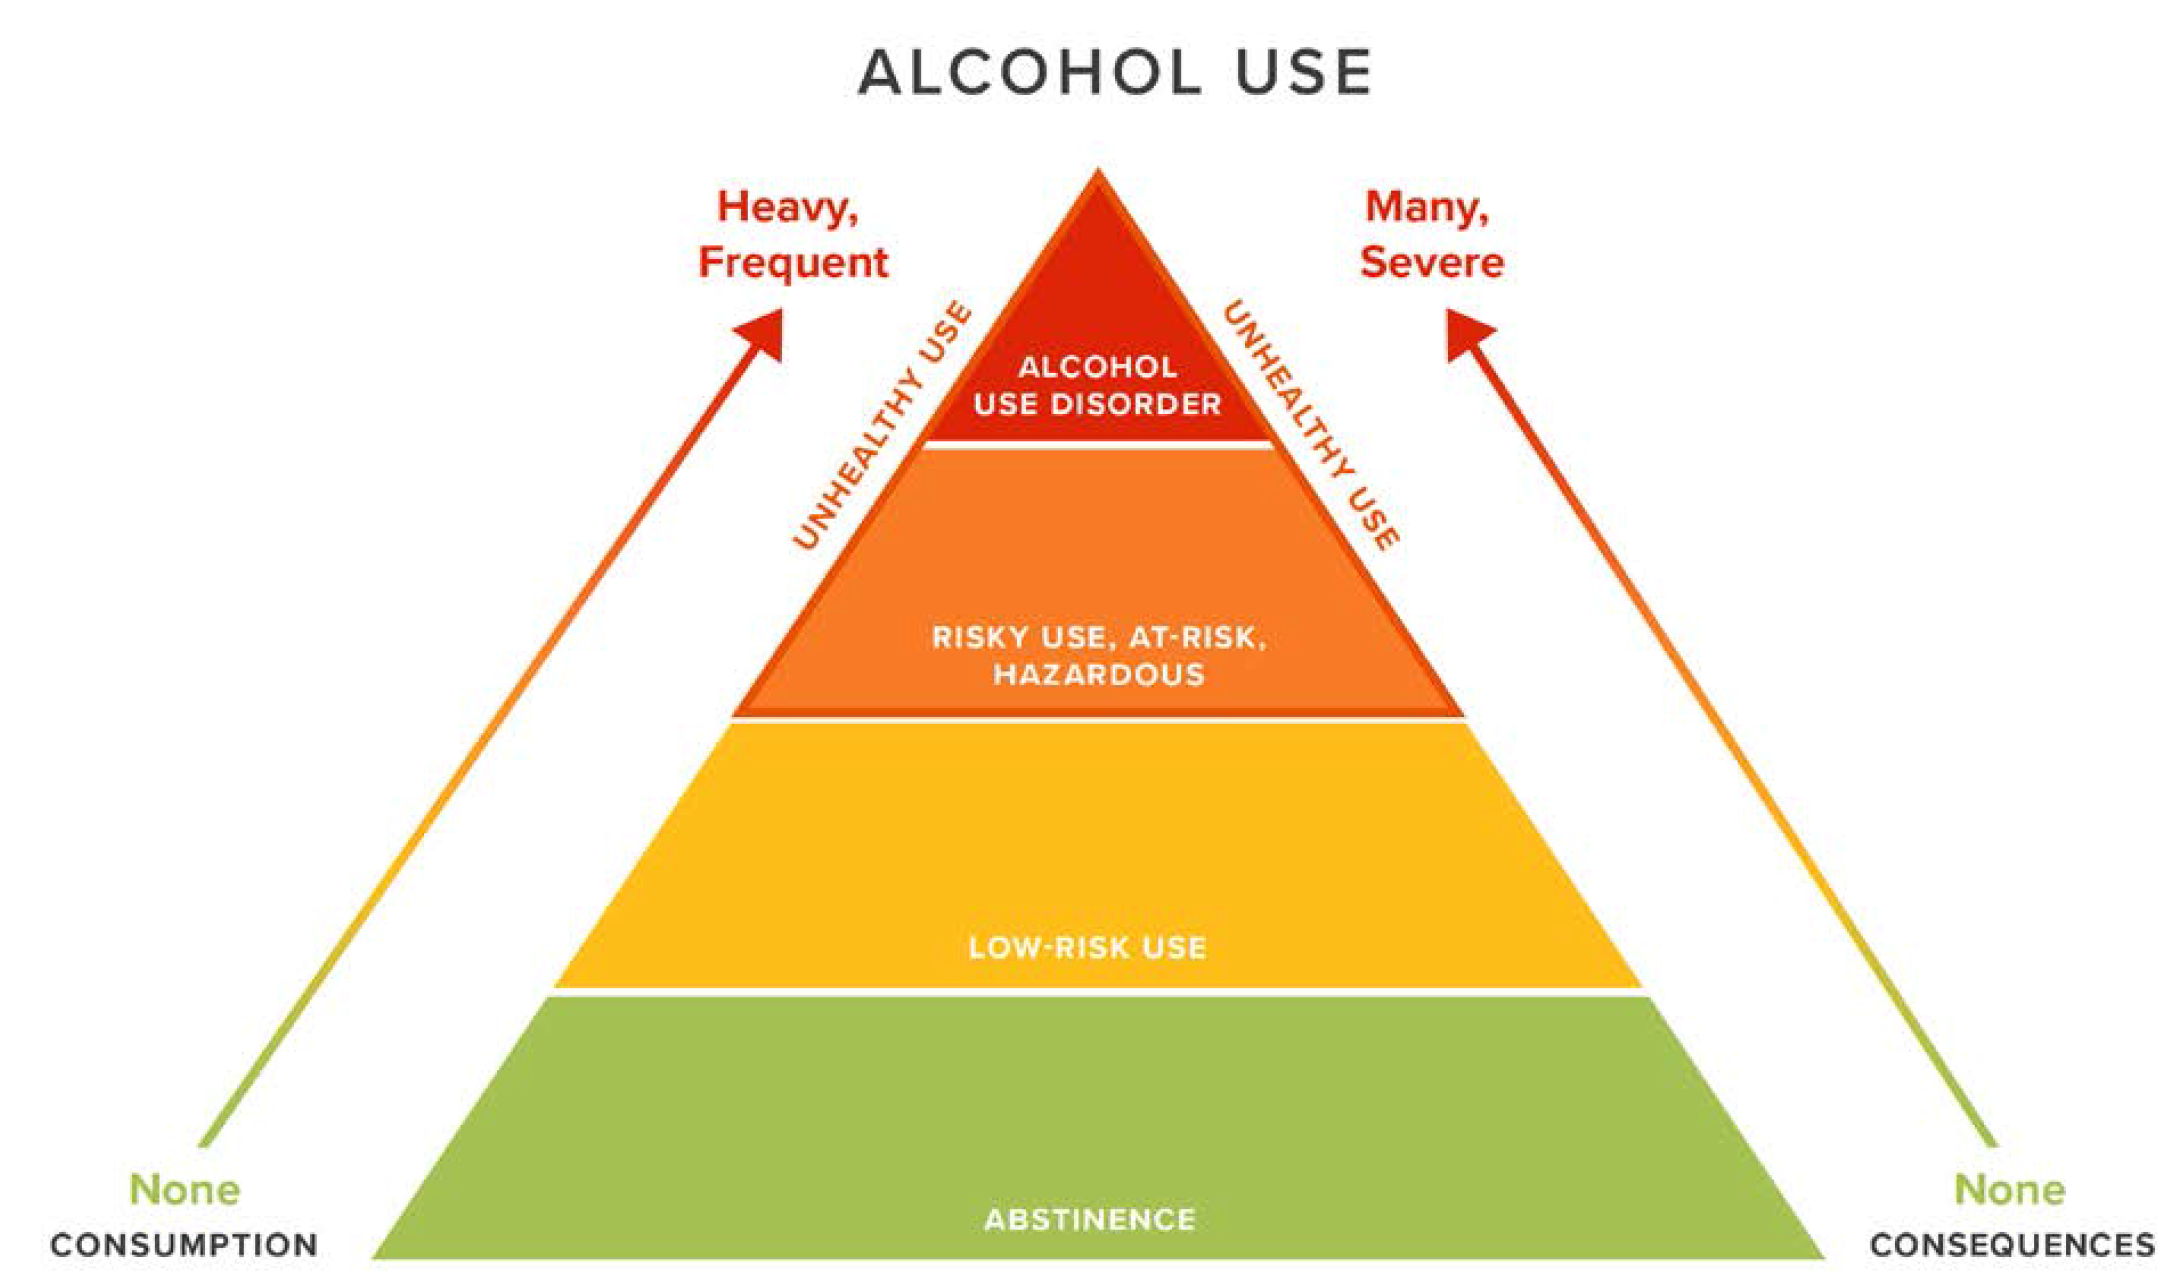 ALCOHOL USE
Heavy,
Frequent
Many,
Severe
UNHEALTHY USE
UNHEALTHY USE
ALCOHOL
USE DISORDER
RISKY USE, AT-RISK,
HAZARDOUS
LOW-RISK USE
ABSTINENCE
None
CONSUMPTION
None
CONSEQUENCES